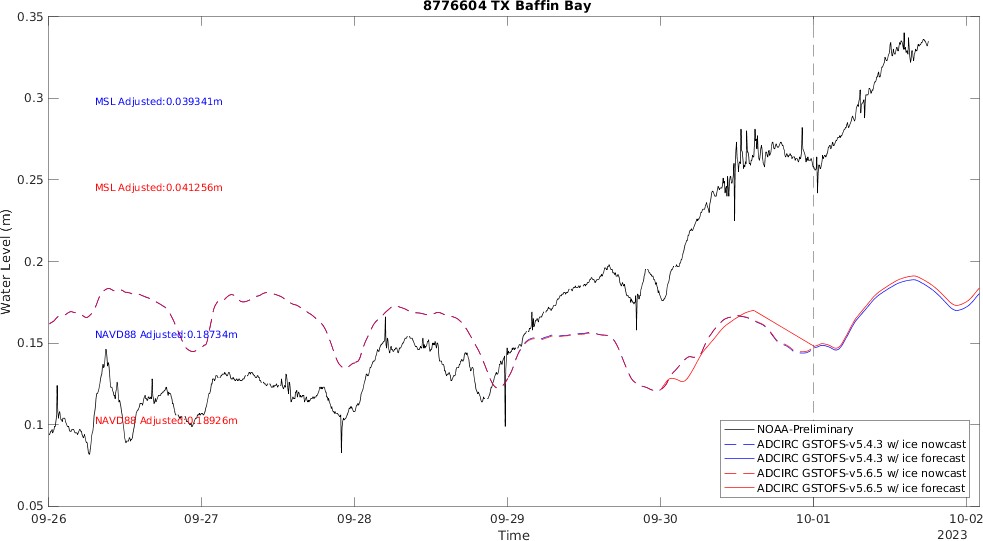 8776604 TX Baffin Bay
0.35
0.3
0.25
0.2
0.15
0.1
0.05
Water Level (m)
MSL Adjusted:0.039341m
MSL Adjusted:0.041256m
NAVD88 Adjusted:0.18734m
NAVD88 Adjusted:0.18926m
NOAA-Preliminary
ADCIRC GSTOFS-v5.4.3 w/ ice nowcast
ADCIRC GSTOFS-v5.4.3 w/ ice forecast
ADCIRC GSTOFS-v5.6.5 w/ ice nowcast
ADCIRC GSTOFS-v5.6.5 w/ ice forecast
09-26 09-27 09-28 09-29 09-30 10-01 10-02
Time
2023